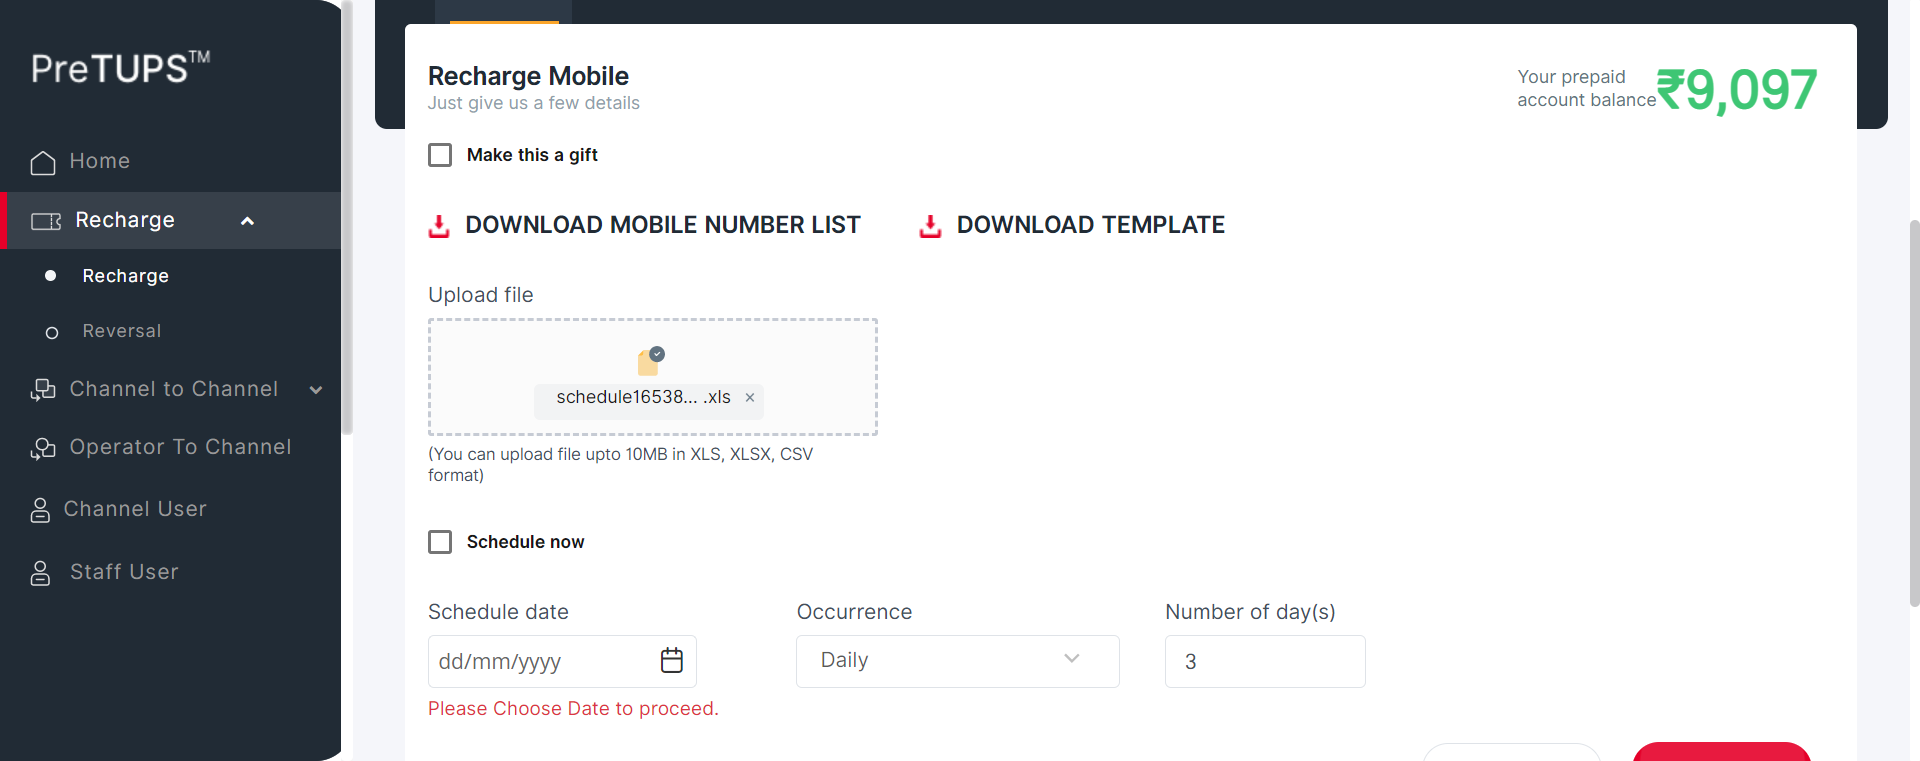 PreTUPS™
Home
Recharge
Recharge
Reversal
Channel to Channel
Operator To Channel
Channel User
Staff User
Recharge Mobile
Just give us a few details
Your prepaid
account balance
₹9,097
Make this a gift
DOWNLOAD MOBILE NUMBER LIST
DOWNLOAD TEMPLATE
Upload file
schedule16538... .xls ×
(You can upload file upto 10MB in XLS, XLSX, CSV
format)
Schedule now
Schedule date
Occurrence
Number of day(s)
dd/mm/yyyy
Daily
3
Please Choose Date to proceed.